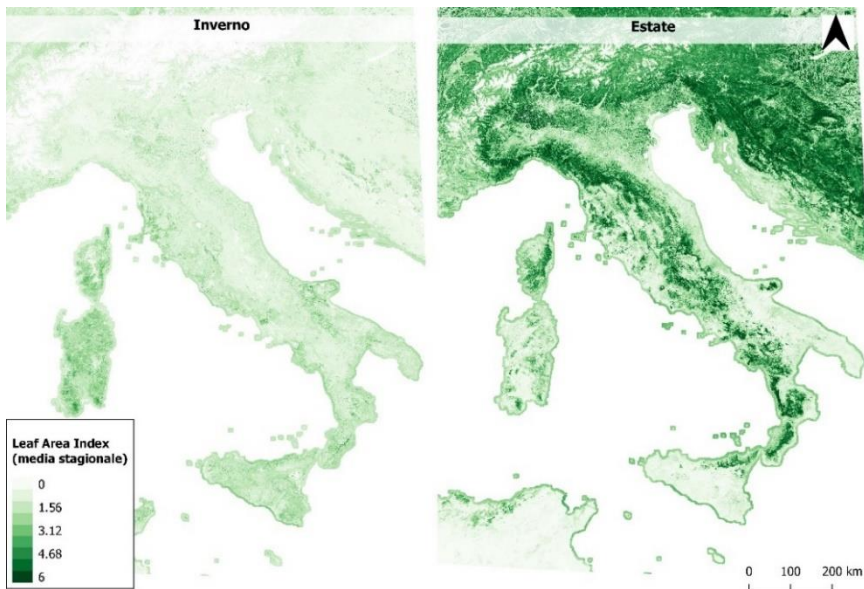 Inverno
Estate
Leaf Area Index
(media stagionale)
0
1.56
3.12
4.68
6
0 100 200 km